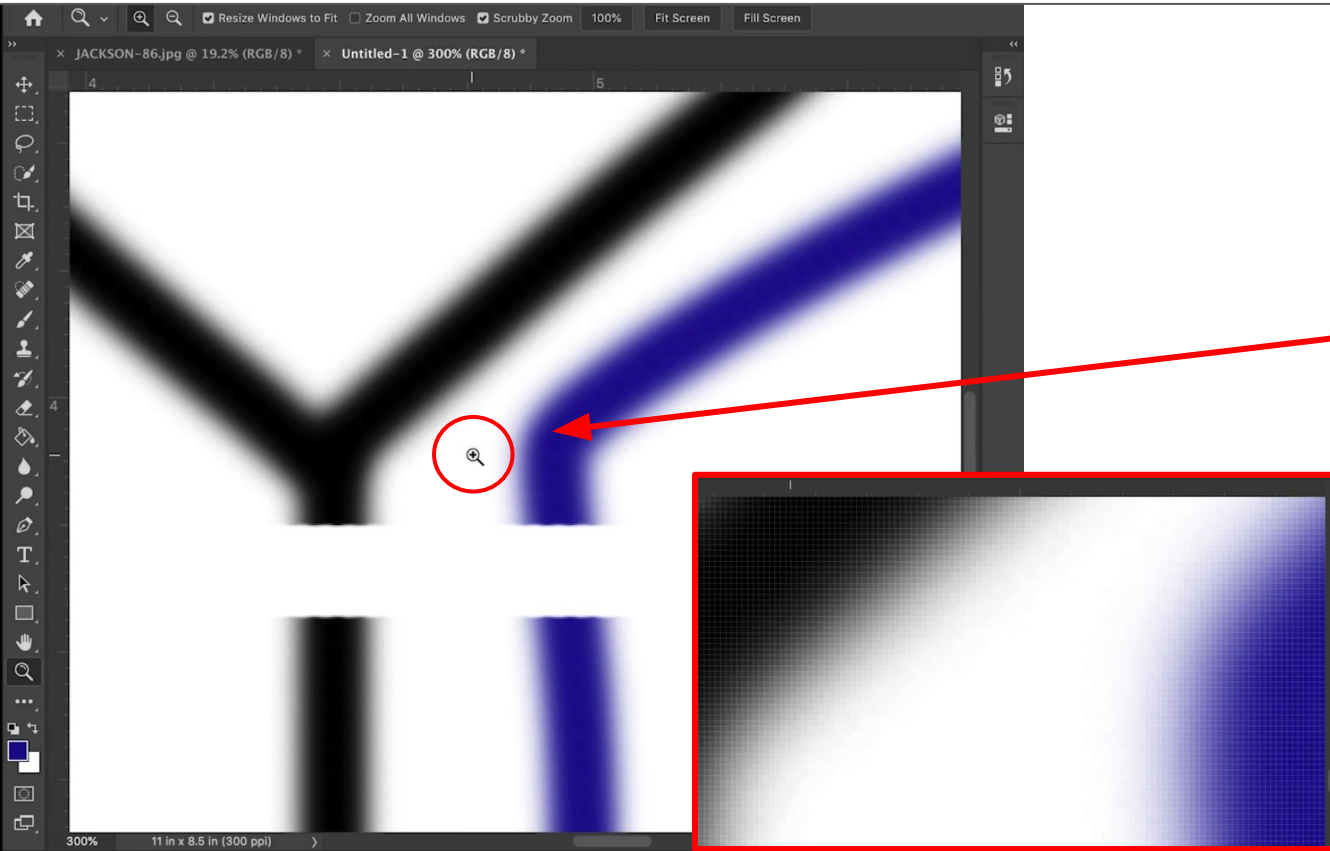 Resize Windows to Fit Zoom All Windows Scrubby Zoom 100% Fit Screen Fill Screen
× JACKSON-86.jpg @ 19.2% (RGB/8) * × Untitled-1 @ 300% (RGB/8) *
4 5
4
T
300% 11 in x 8.5 in (300 ppi)